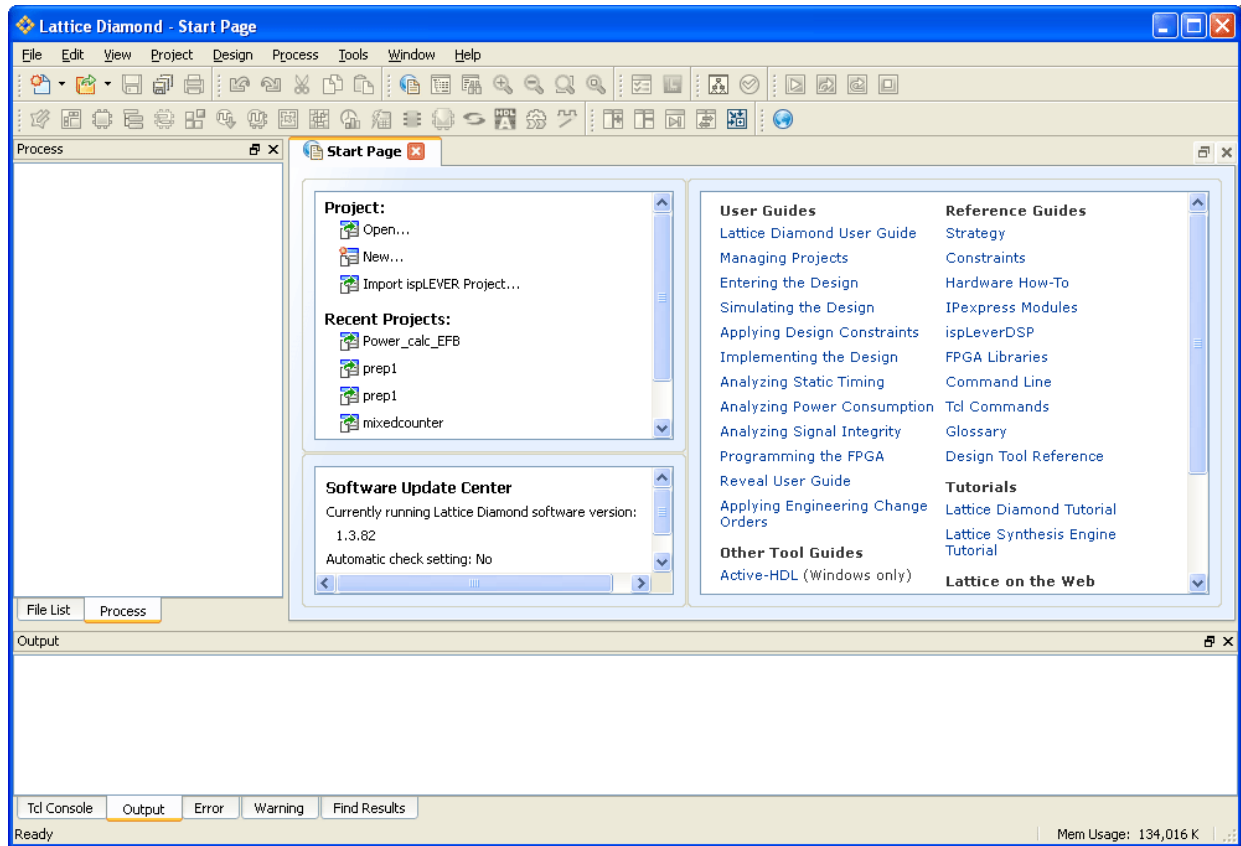 Lattice Diamond - Start Page
File Edit View Project Design Process Tools Window Help
Process
Start Page
Project:
Open...
New...
Import ispLEVER Project...
Recent Projects:
Power_calc_EFB
prep1
prep1
mixedcounter
Software Update Center
Currently running Lattice Diamond software version:
1.3.82
Automatic check setting: No
User Guides
Lattice Diamond User Guide
Managing Projects
Entering the Design
Simulating the Design
Applying Design Constraints
Implementing the Design
Analyzing Static Timing
Analyzing Power Consumption
Analyzing Signal Integrity
Programming the FPGA
Reveal User Guide
Applying Engineering Change
Orders
Other Tool Guides
Active-HDL (Windows only)
Reference Guides
Strategy
Constraints
Hardware How-To
IPexpress Modules
ispLeverDSP
FPGA Libraries
Command Line
Tcl Commands
Glossary
Design Tool Reference
Tutorials
Lattice Diamond Tutorial
Lattice Synthesis Engine
Tutorial
Lattice on the Web
File List Process
Output
Tcl Console Output Error Warning Find Results
Ready Mem Usage: 134,016 K